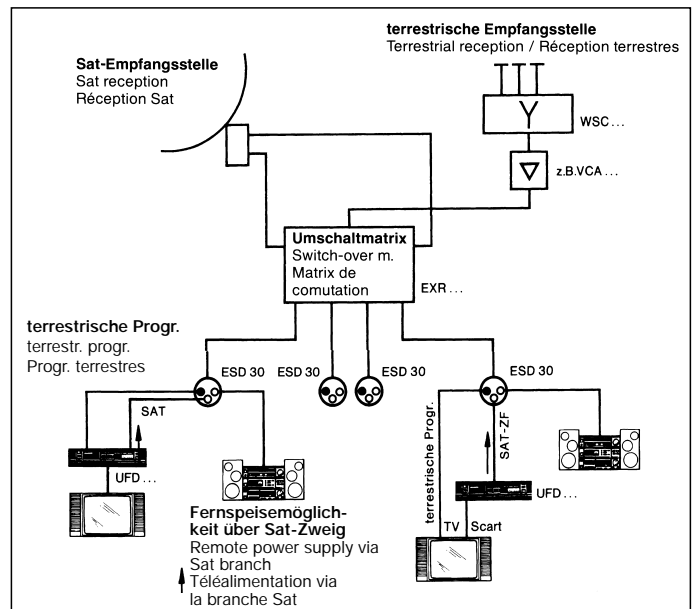 terrestrische Empfangsstelle
Terrestrial reception / Réception terrestres
Sat-Empfangsstelle
Sat reception
Réception Sat
WSC...
z.B.VCA...
Umschaltmatrix
Switch-over m.
Matrix de
comutation
EXR...
terrestrische Progr.
terrestr. progr.
Progr. terrestres
ESD 30
ESD 30
ESD 30
ESD 30
SAT
UFD...
terrestrische Progr.
SAT-ZF
UFD...
TV
Scart
Fernspeisemöglich-
keit über Sat-Zweig
Remote power supply via
Sat branch
Téléalimentation via
la branche Sat